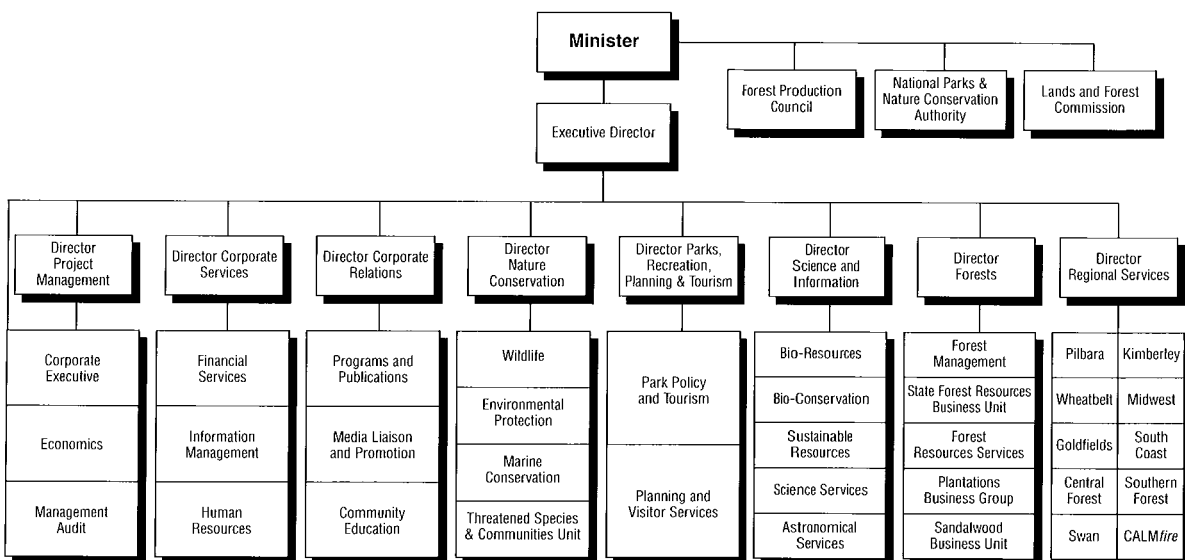 Minister
Forest Production
Council
National Parks &
Nature Conservation
Authority
Lands and Forest
Commission
Executive Director
Director
Project
Management
Director Corporate
Services
Director Corporate
Relations
Director
Nature
Conservation
Director Parks,
Recreation,
Planning & Tourism
Director
Science and
Information
Director
Forests
Director
Regional Services
Corporate
Executive
Economics
Management
Audit
Financial
Services
Information
Management
Human
Resources
Programs and
Publications
Media Liaison
and Promotion
Community
Education
Wildlife
Environmental
Protection
Marine
Conservation
Threatened Species
& Communities Unit
Park Policy
and Tourism
Planning and
Visitor Services
Bio-Resources
Bio-Conservation
Sustainable
Resources
Science Services
Astronomical
Services
Forest
Management
State Forest Resources
Business Unit
Forest
Resources Services
Plantations
Business Group
Sandalwood
Business Unit
Pilbara
Kimberley
Wheatbelt
Midwest
Goldfields
South
Coast
Central
Forest
Southern
Forest
Swan
CALMfire